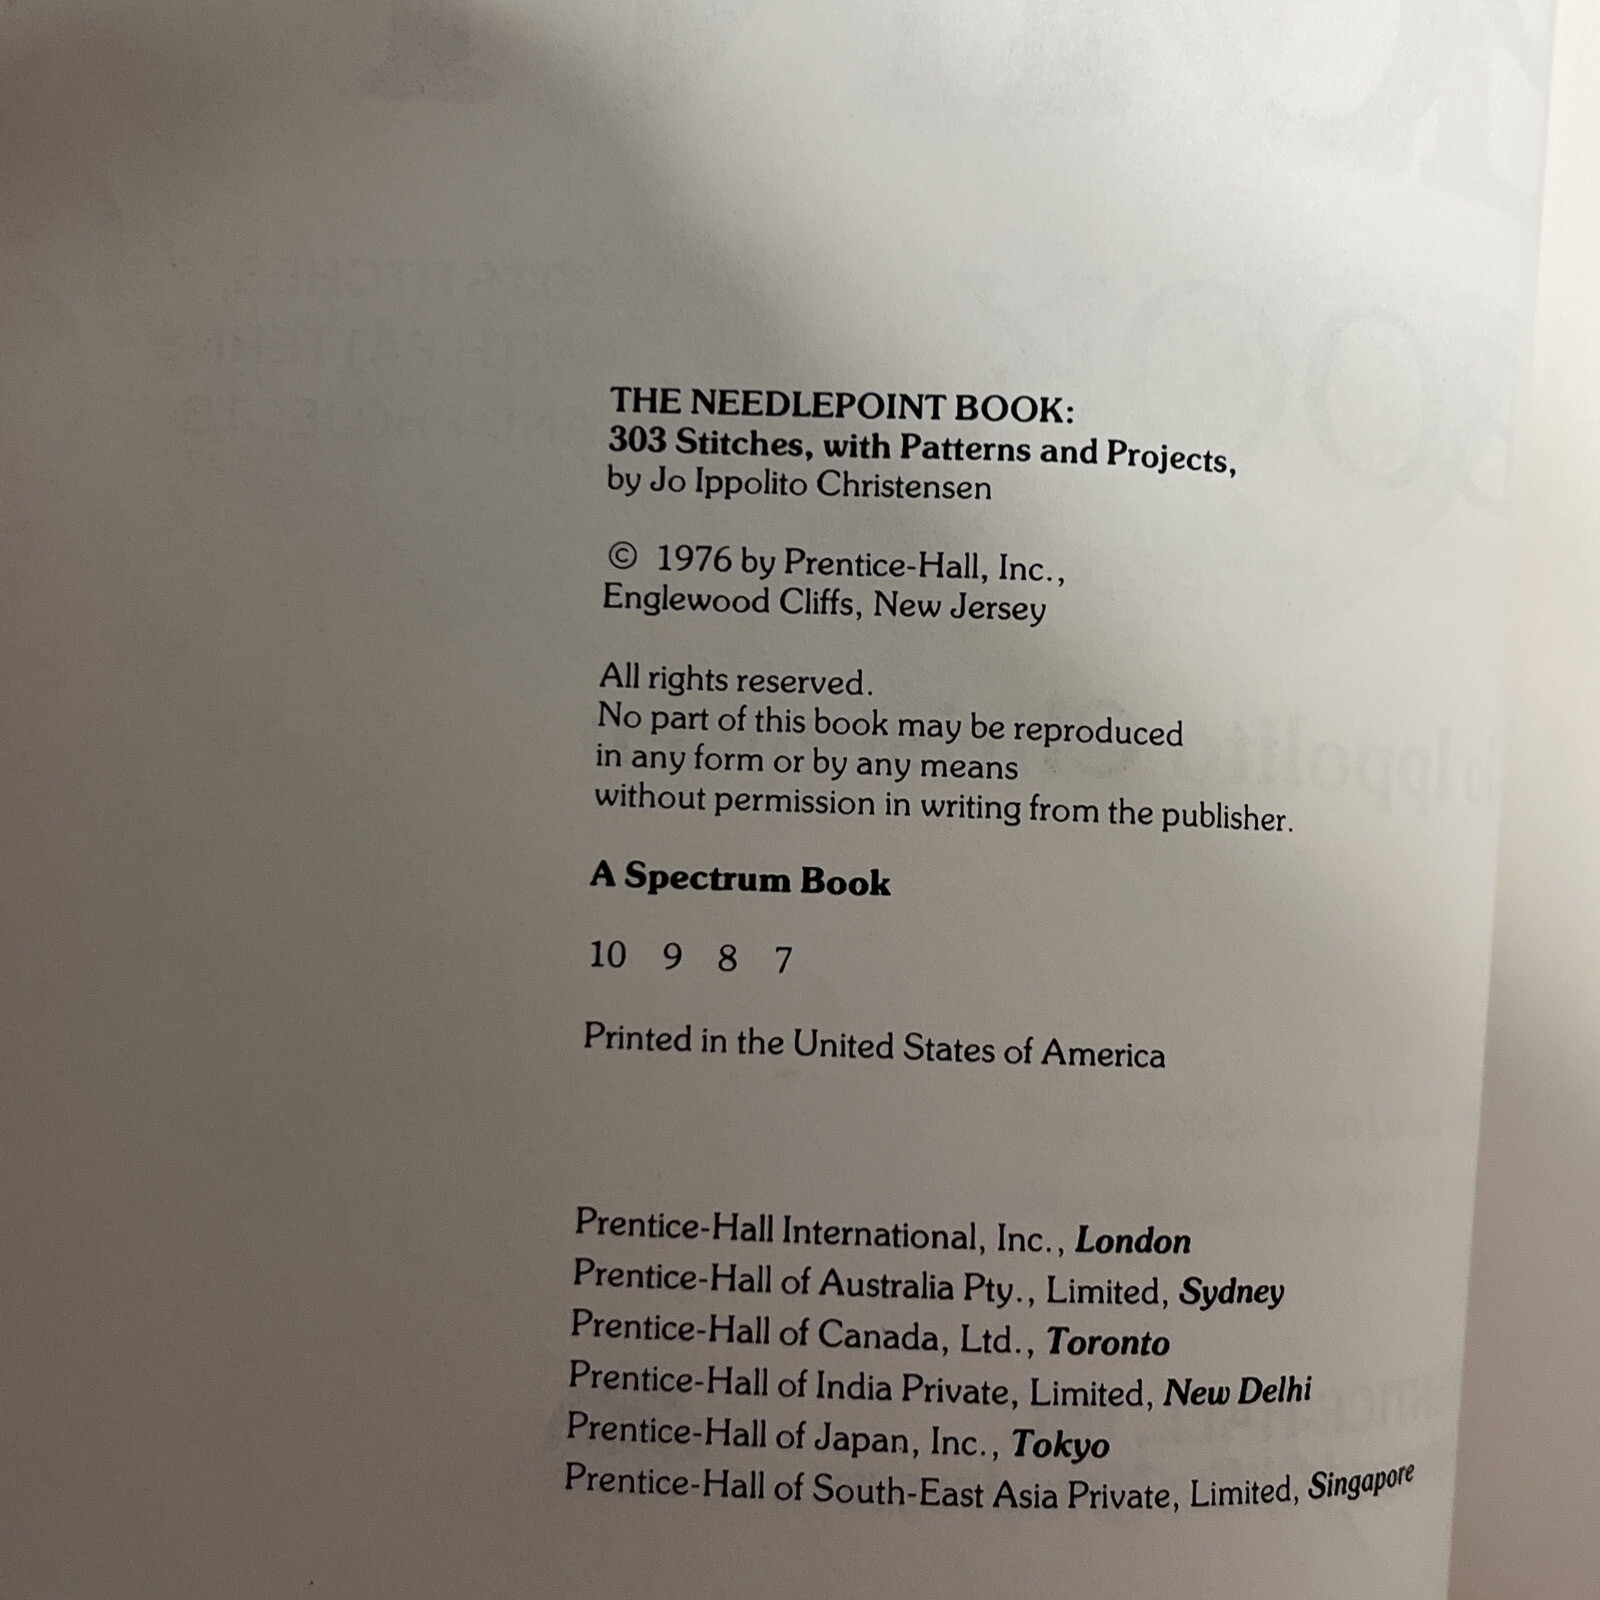 THE NEEDLEPOINT BOOK:
303 Stitches, with Patterns and Projects,
by Jo Ippolito Christensen
© 1976 by Prentice-Hall, Inc.,
Englewood Cliffs, New Jersey
All rights reserved.
No part of this book may be reproduced
in any form or by any means
without permission in writing from the publisher.
A Spectrum Book
10 9 8 7
Printed in the United States of America
Prentice-Hall International, Inc., London
Prentice-Hall of Australia Pty., Limited, Sydney
Prentice-Hall of Canada, Ltd., Toronto
Prentice-Hall of India Private, Limited, New Delhi
Prentice-Hall of Japan, Inc., Tokyo
Prentice-Hall of South-East Asia Private, Limited, Singapore